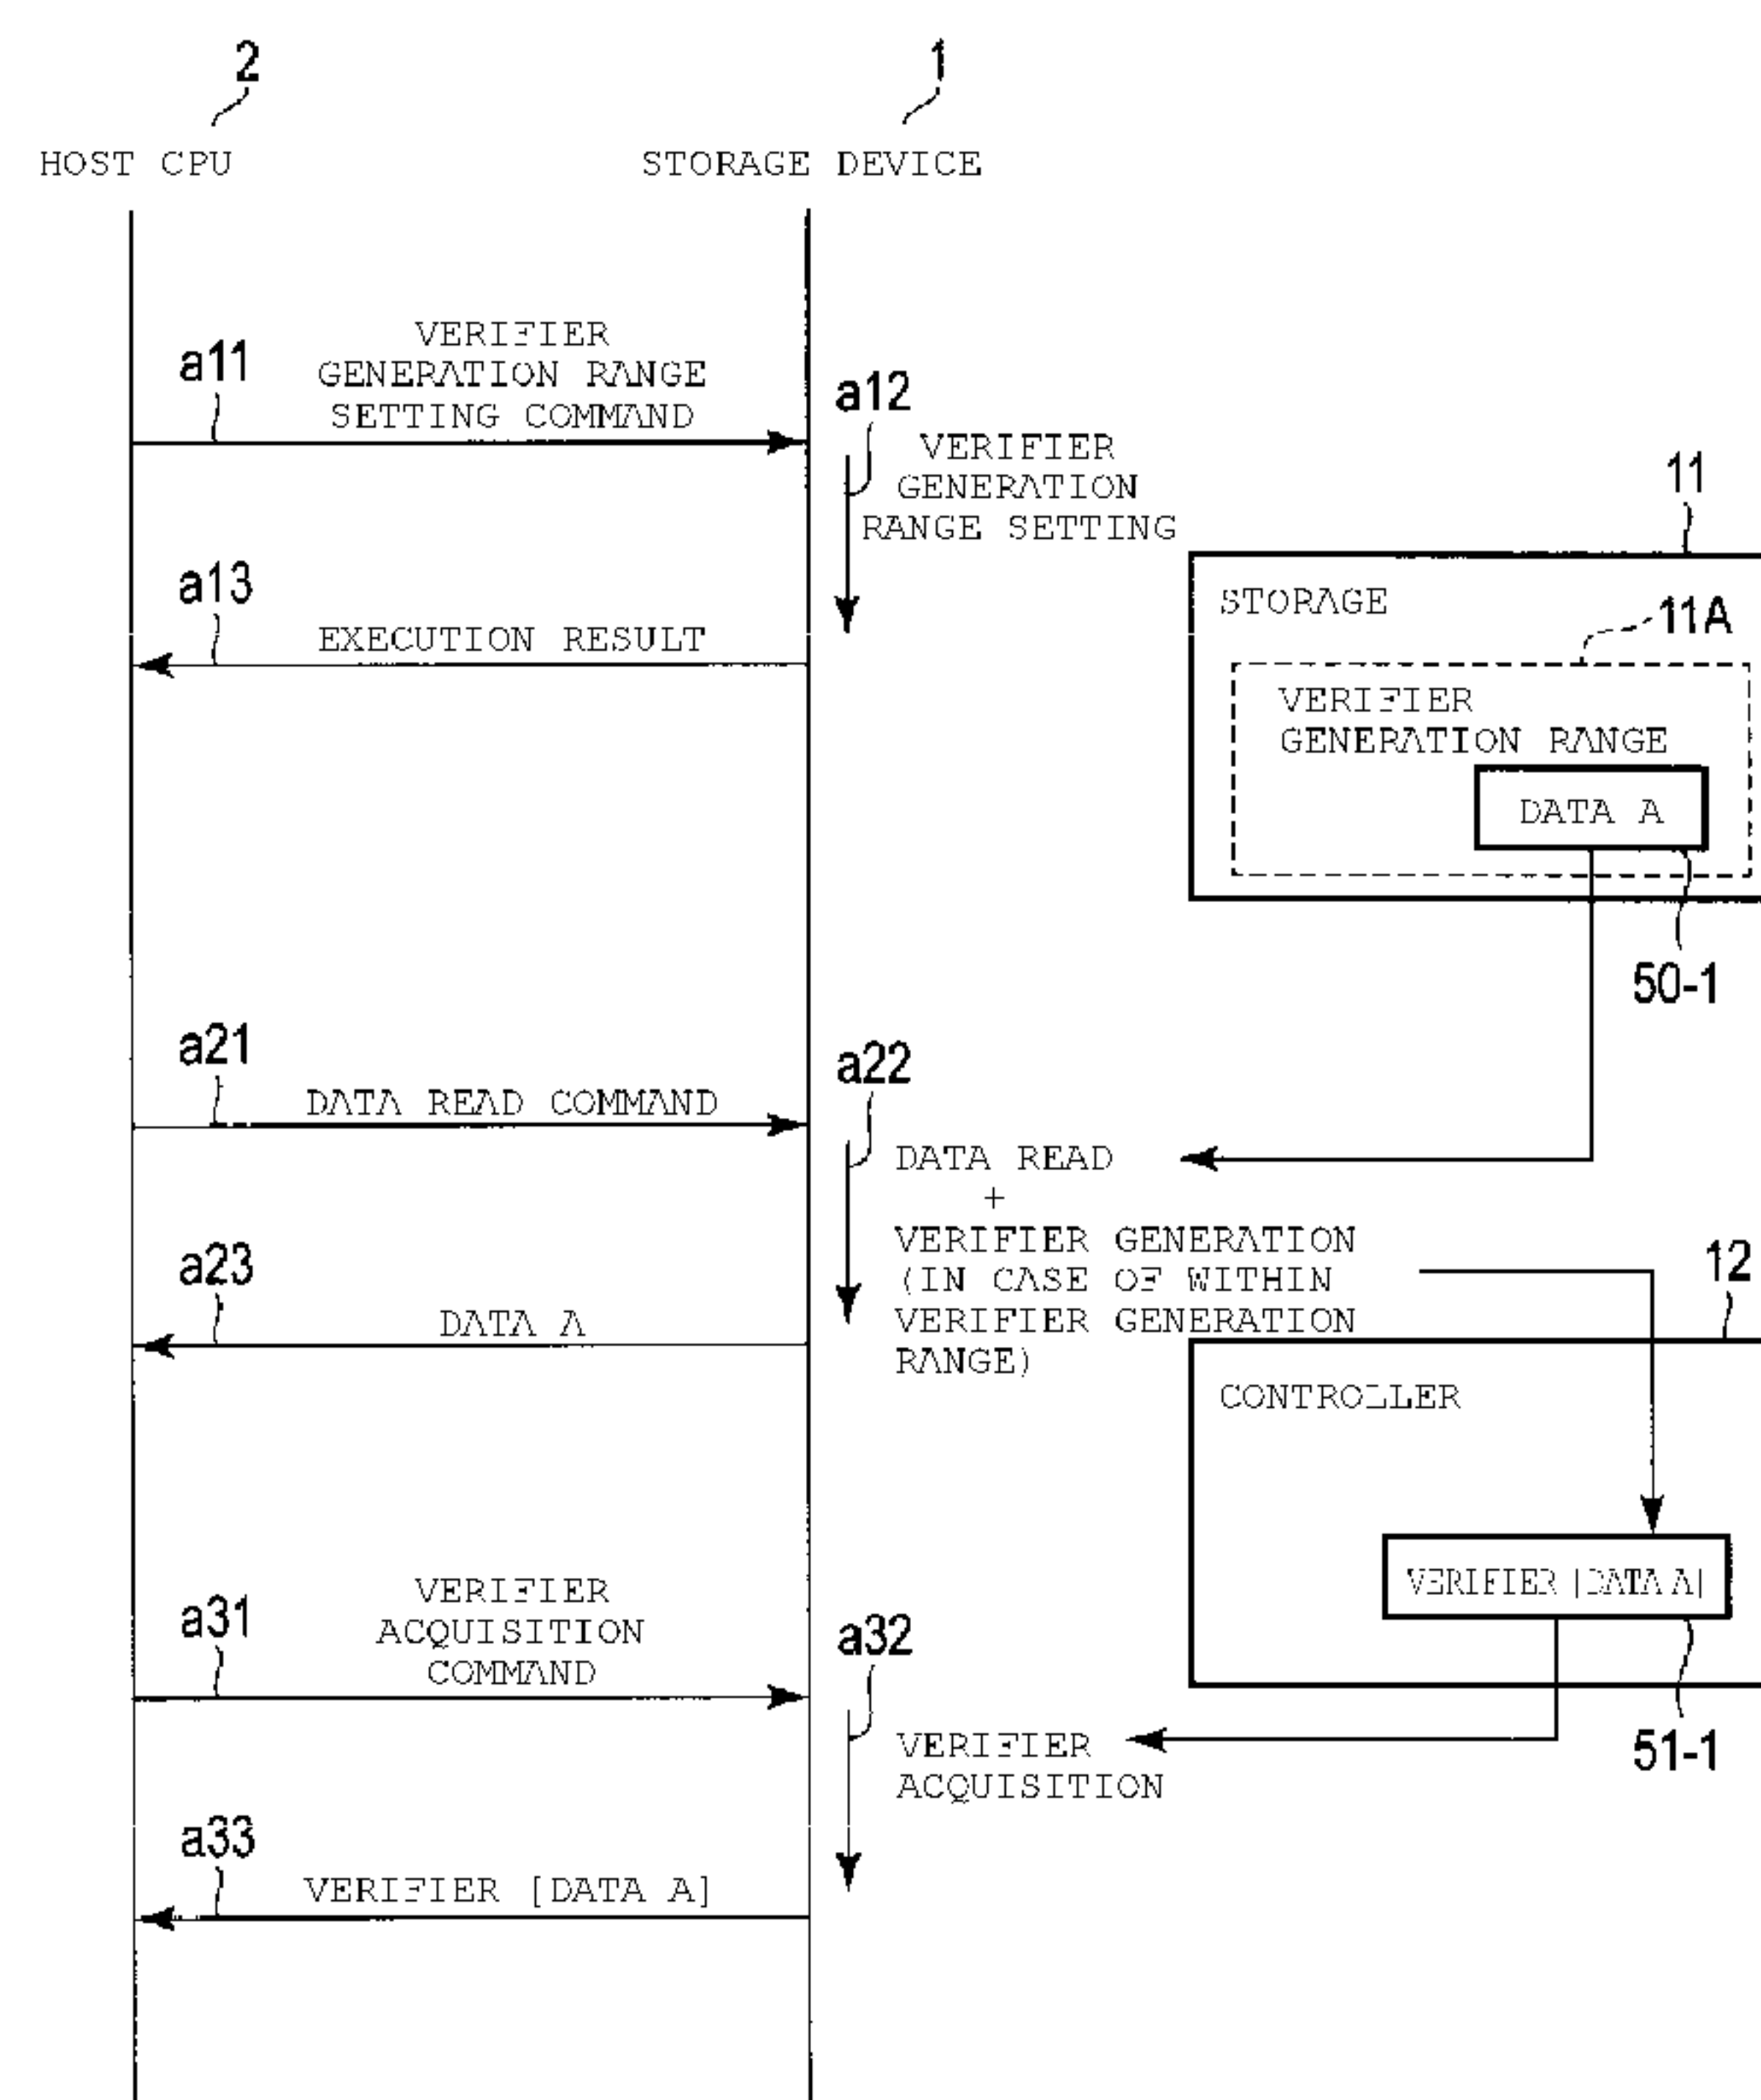 2
1
HOST CPU
STORAGE DEVICE
a11
VERIFIER
GENERATION RANGE
SETTING COMMAND
a12
VERIFIER
GENERATION
RANGE SETTING
a13
EXECUTION RESULT
11
STORAGE
11A
VERIFIER
GENERATION RANGE
DATA A
50-1
a21
DATA READ COMMAND
a22
DATA READ
+
VERIFIER GENERATION
(IN CASE OF WITHIN
VERIFIER GENERATION
RANGE)
a23
DATA A
12
CONTROLLER
VERIFIER [DATA A]
51-1
a31
VERIFIER
ACQUISITION
COMMAND
a32
VERIFIER
ACQUISITION
a33
VERIFIER [DATA A]